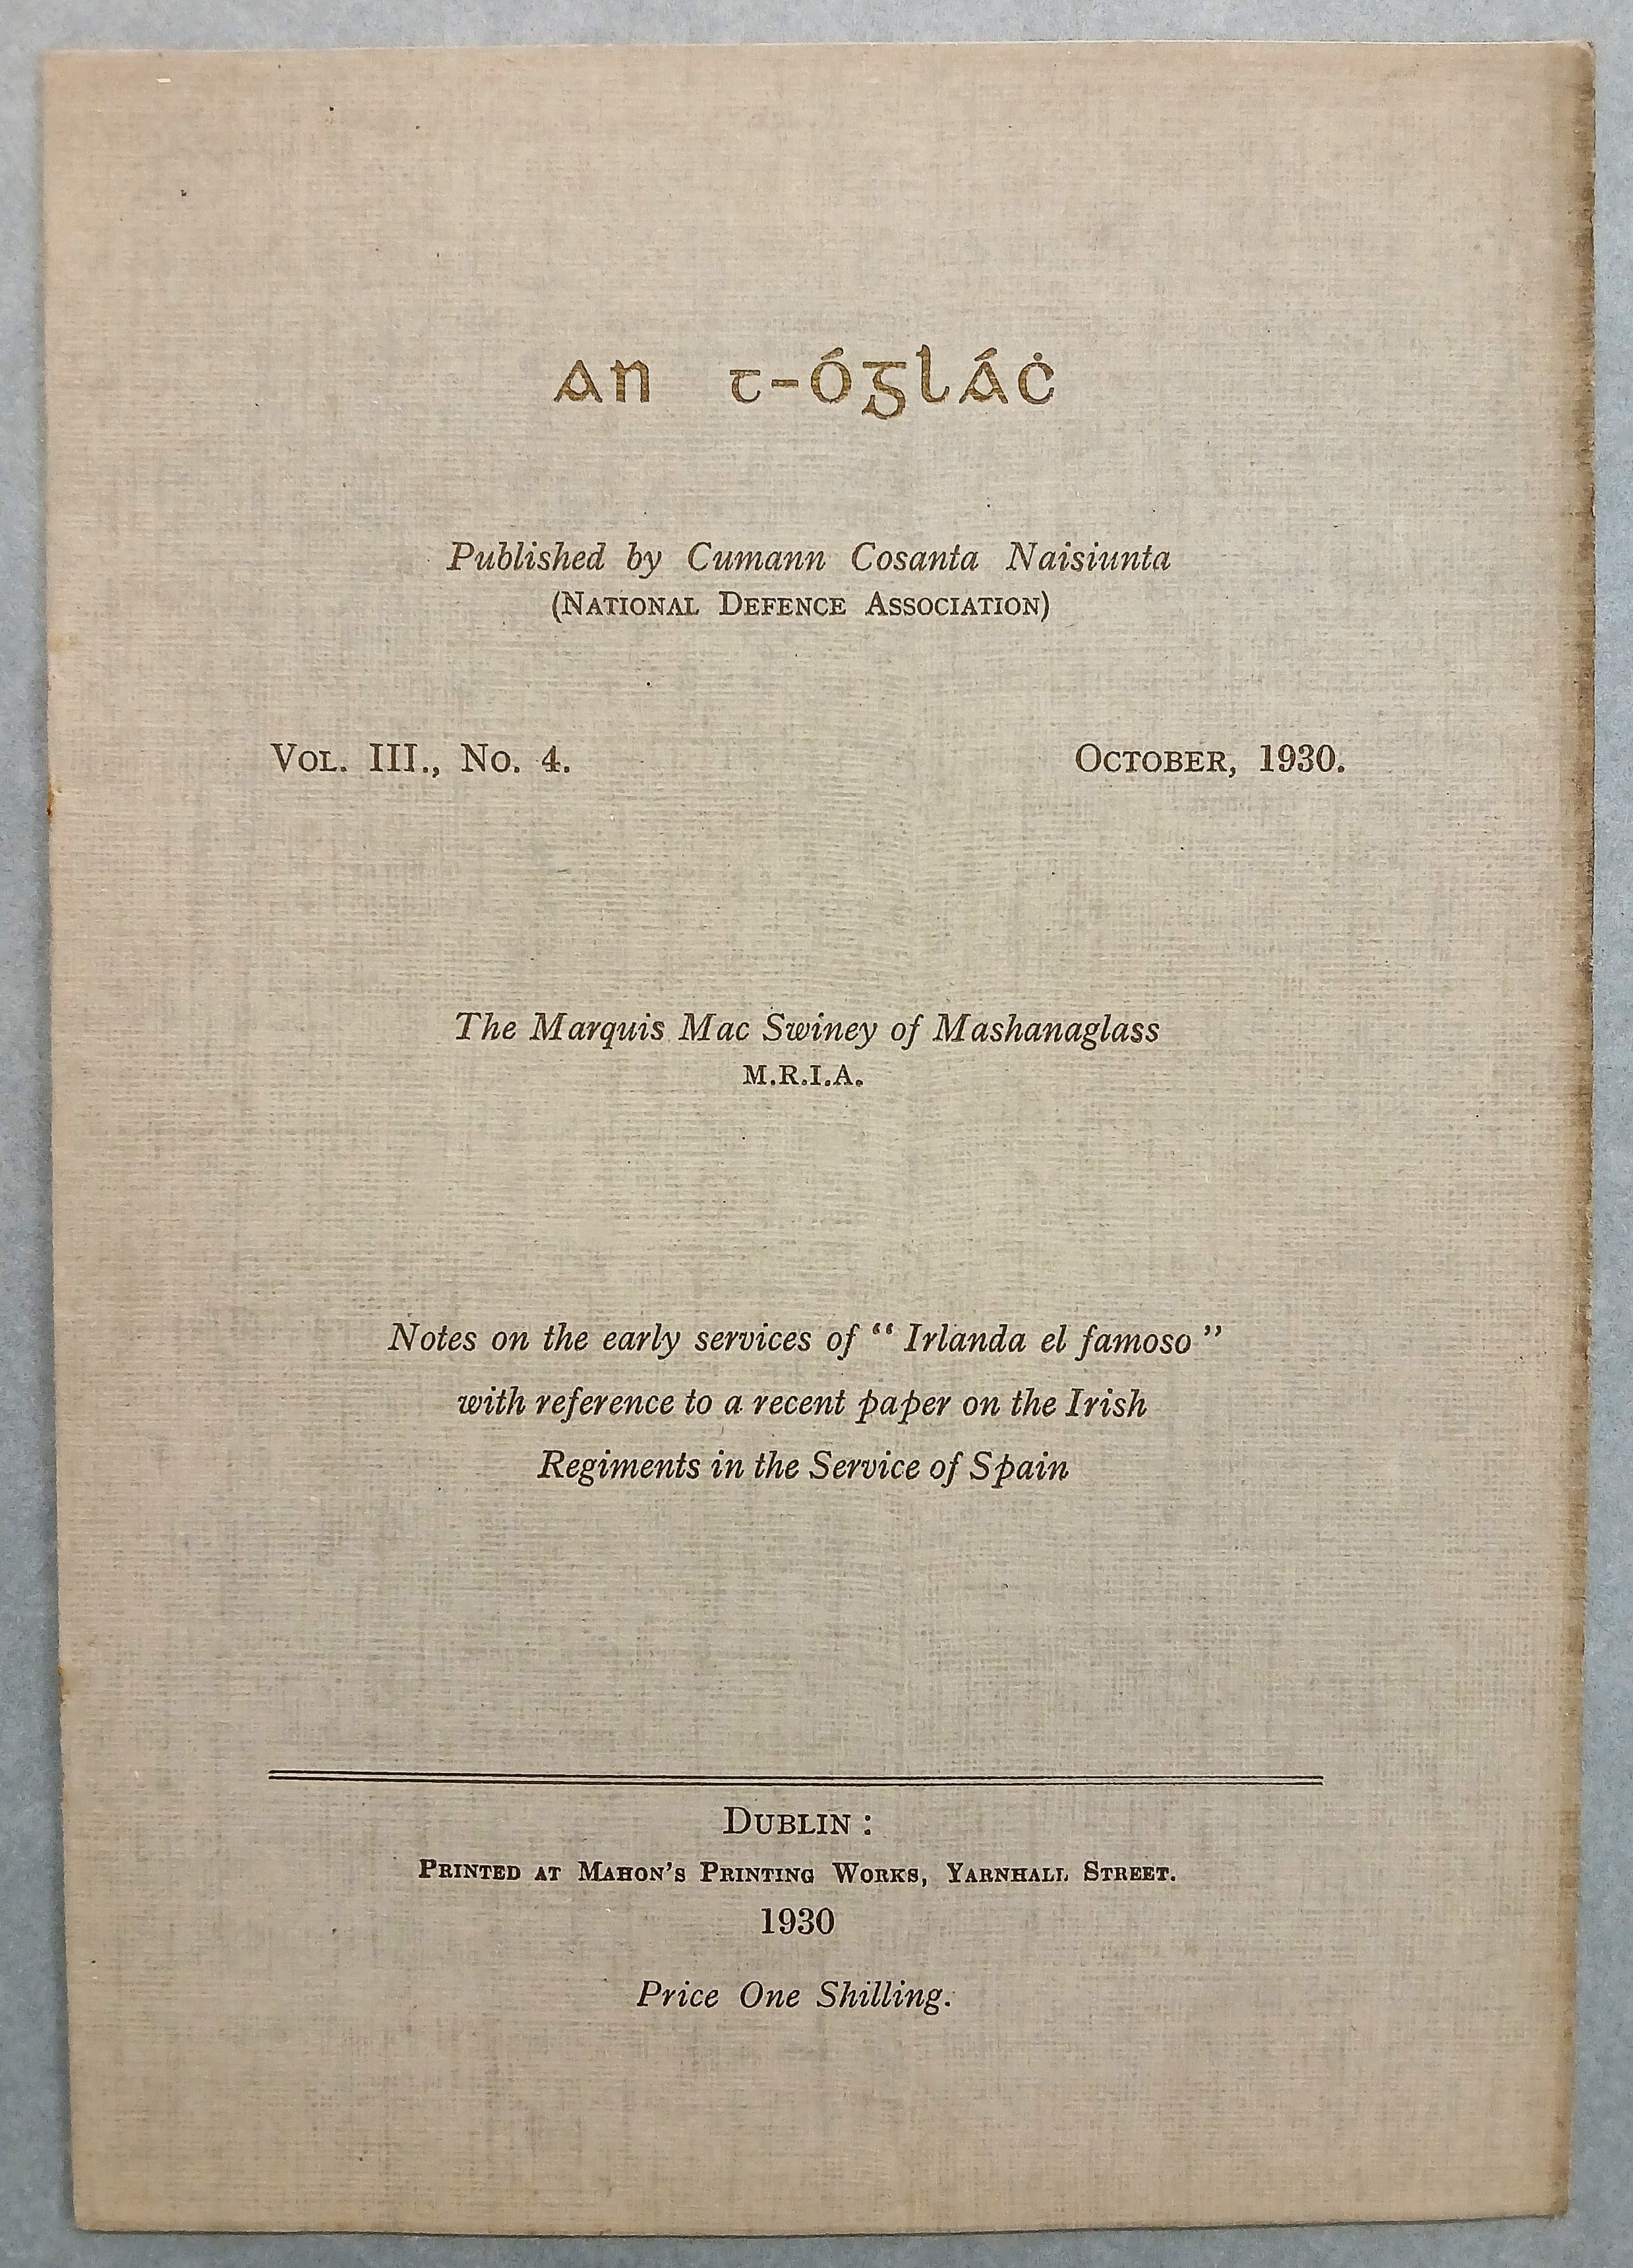 An t-Ógláċ
Published by Cumann Cosanta Naisiunta
(National Defence Association)
Vol. III., No. 4. October, 1930.
The Marquis Mac Swiney of Mashanaglass
M.R.I.A.
Notes on the early services of “ Irlanda el famoso ”
with reference to a recent paper on the Irish
Regiments in the Service of Spain
Dublin :
Printed at Mahon's Printing Works, Yarnhall Street.
1930
Price One Shilling.